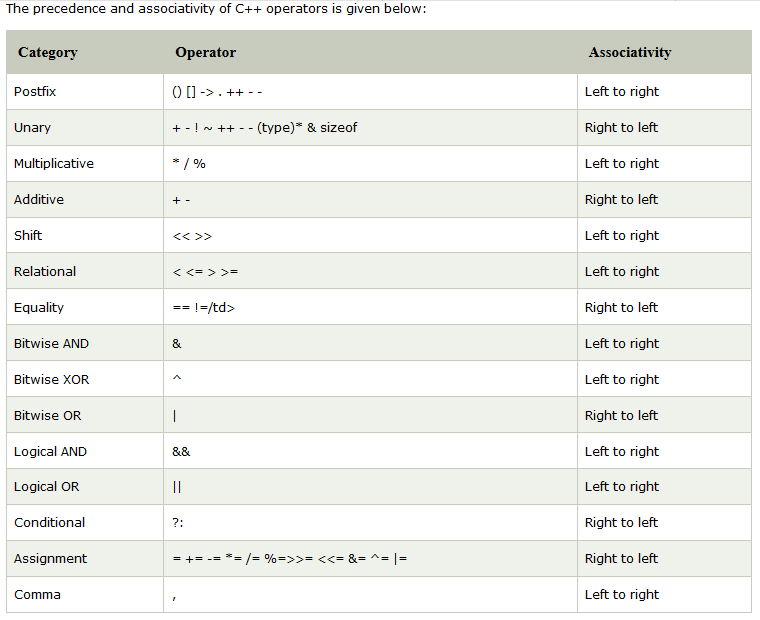 The precedence and associativity of C++ operators is given below:
Category Operator Associativity
Postfix () [] -> . ++ - - Left to right
Unary + - ! ~ ++ - - (type)* & sizeof Right to left
Multiplicative * / % Left to right
Additive + - Right to left
Shift << >> Left to right
Relational < <= > >= Left to right
Equality == !=/td> Right to left
Bitwise AND & Left to right
Bitwise XOR ^ Left to right
Bitwise OR | Right to left
Logical AND && Left to right
Logical OR || Left to right
Conditional ?: Right to left
Assignment = += -= *= /= %=>>= <<= &= ^= |= Right to left
Comma , Left to right